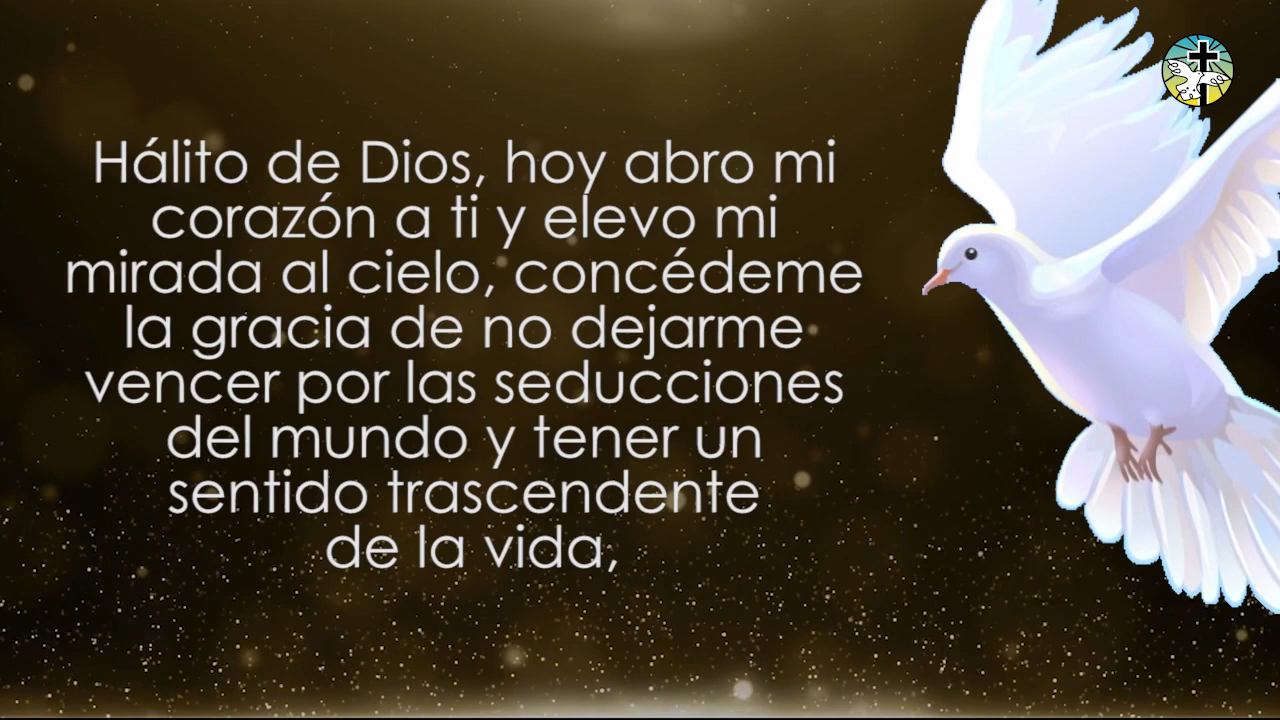 Hálito de Dios, hoy abro mi
corazón a ti y elevo mi
mirada al cielo, concédeme
la gracia de no dejarme
vencer por las seducciones
del mundo y tener un
sentido trascendente
de la vida,